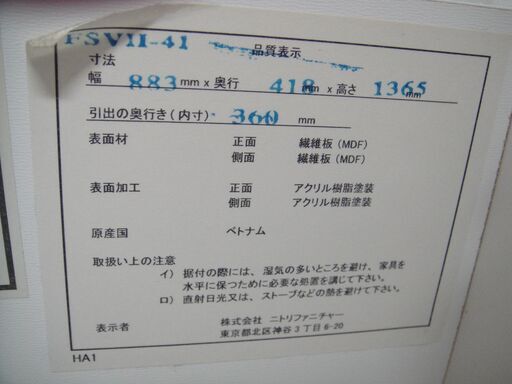 FSVII-41 品質表示
寸法
幅 883mm x 奥行 418mm x 高さ 1365mm
引出の奥行き(内寸) 360 mm
表面材 正面 繊維板(MDF)
側面 繊維板(MDF)
表面加工 正面 アクリル樹脂塗装
側面 アクリル樹脂塗装
原産国 ベトナム
取扱い上の注意
イ) 据付の際には、湿気の多いところを避け、家具を
水平に保つために必要な処置を講じて下さい。
ロ) 直射日光又は、ストーブなどの熱を避けて下さい。
表示者 株式会社 ニトリファニチャー
東京都北区神谷3丁目6-20
HA1